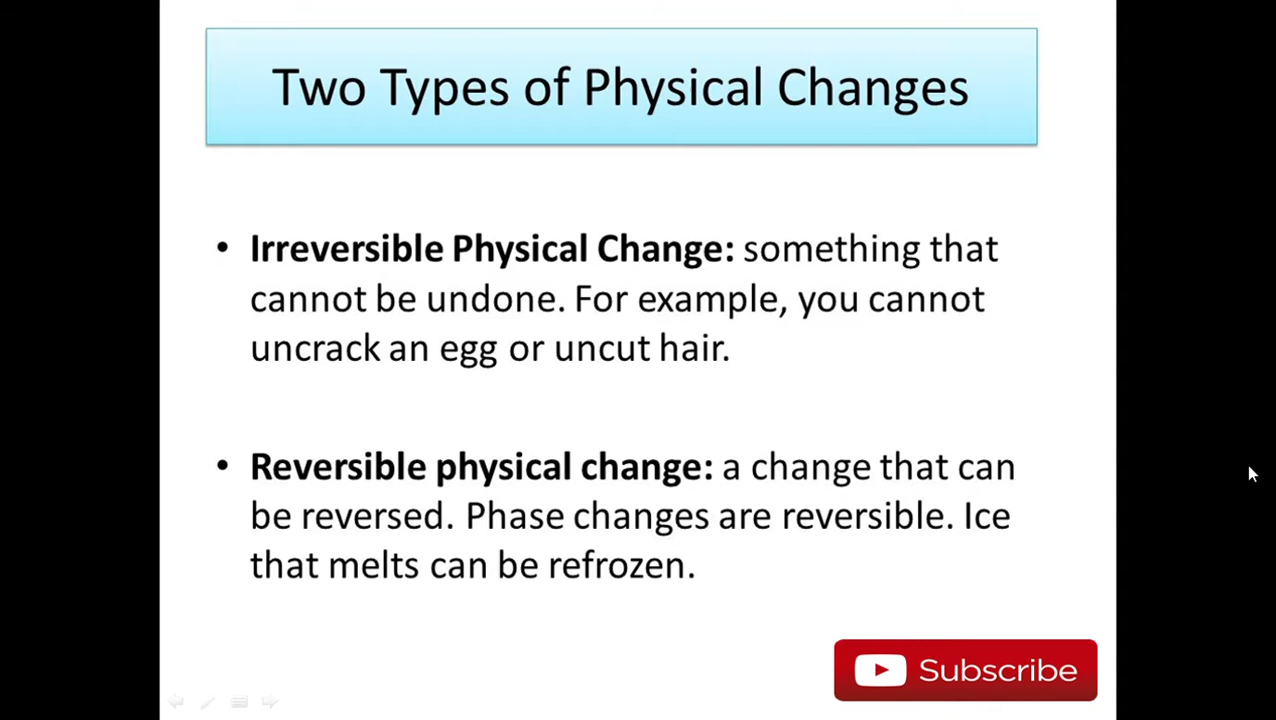 Two Types of Physical Changes
• Irreversible Physical Change: something that
cannot be undone. For example, you cannot
uncrack an egg or uncut hair.
• Reversible physical change: a change that can
be reversed. Phase changes are reversible. Ice
that melts can be refrozen.
Subscribe